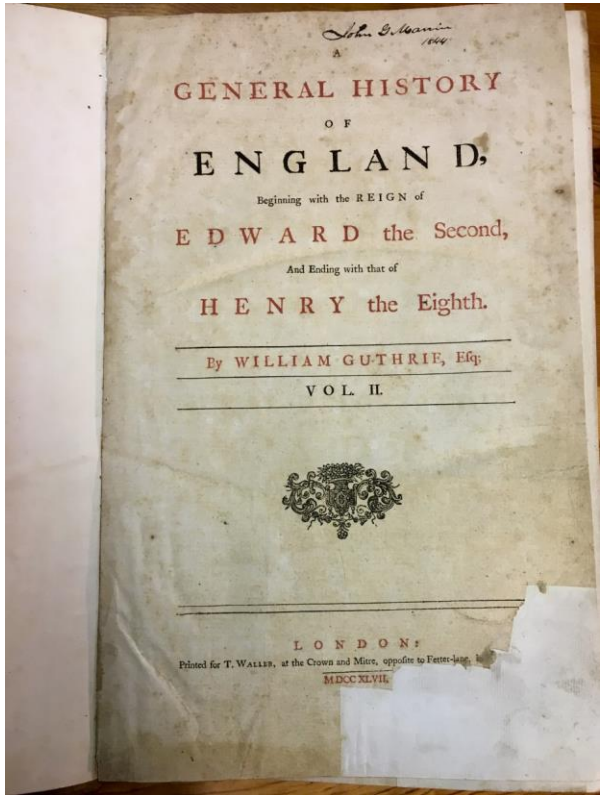 John G
1844
A
GENERAL HISTORY
OF
ENGLAND,
Beginning with the REIGN of
EDWARD the Second,
And Ending with that of
HENRY the Eighth.
By WILLIAM GUTHRIE, Esq;
VOL. II.
LONDON:
Printed for T. WALLER, at the Crown and Mitre, opposite to Fetter-lane,
MDCCXLVII.